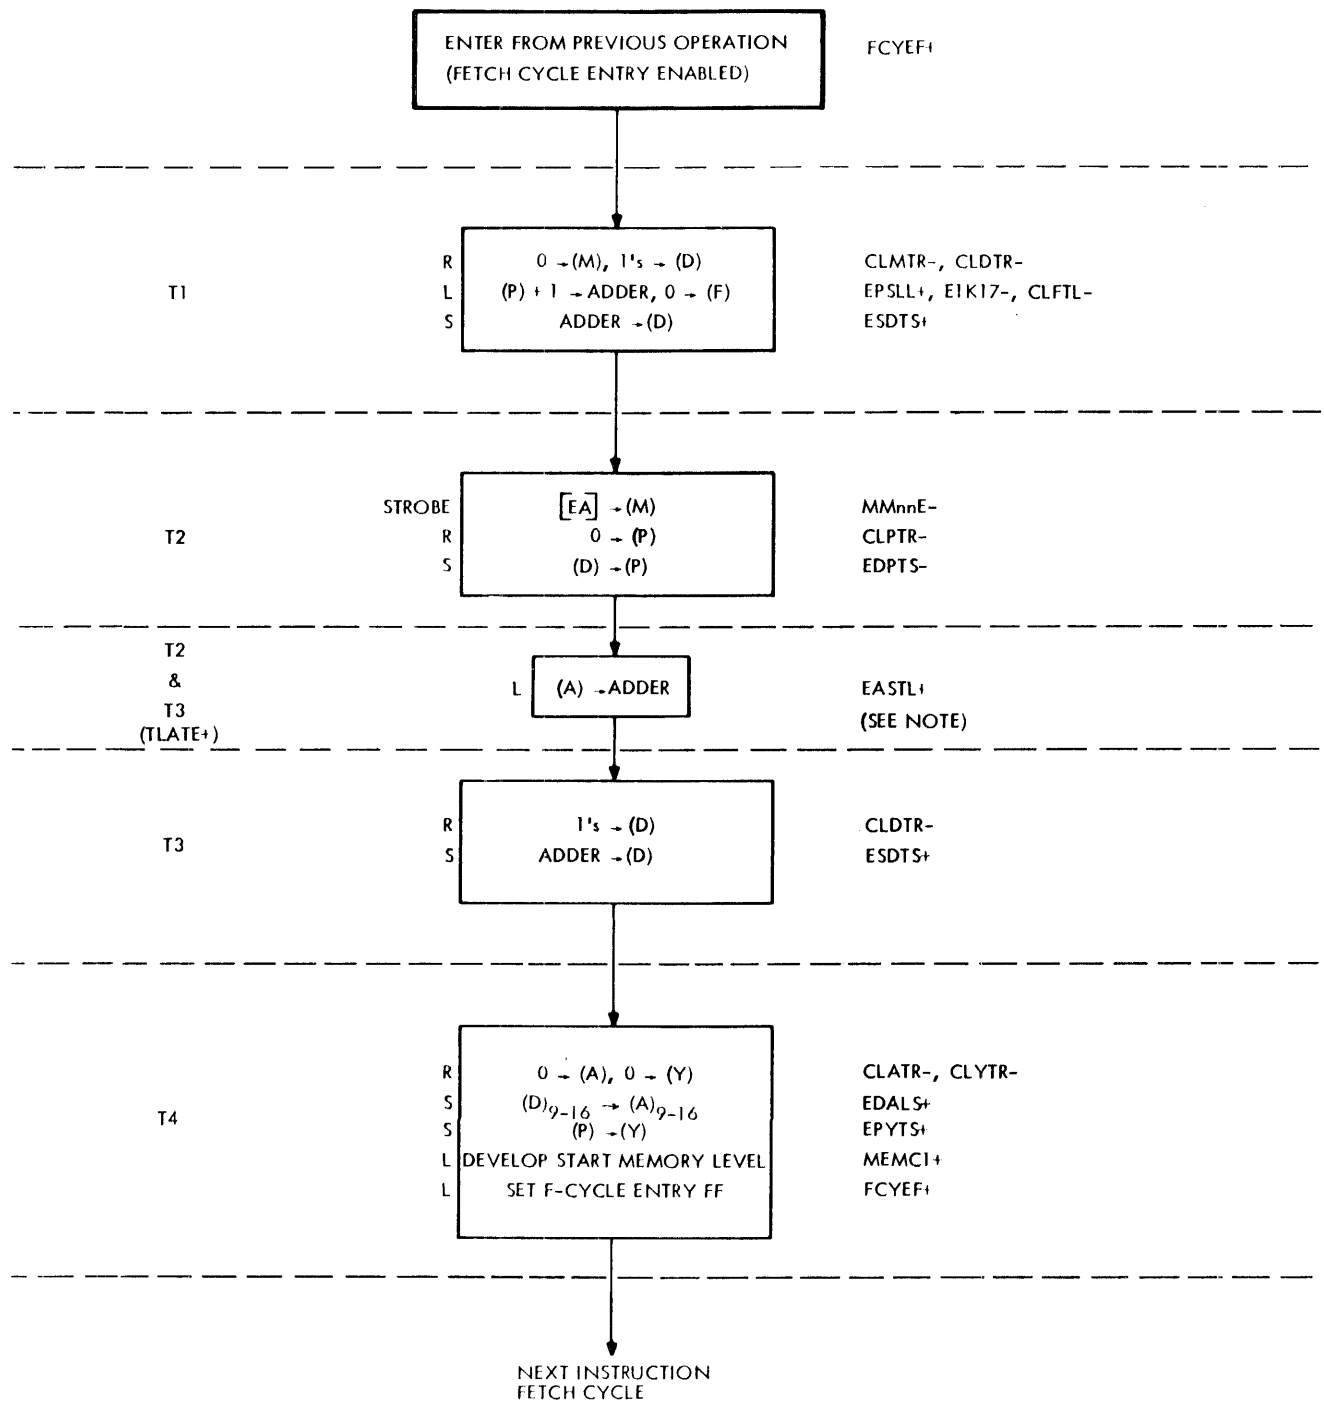 ENTER FROM PREVIOUS OPERATION
(FETCH CYCLE ENTRY ENABLED)
FCYEF+
T1
R 0 → (M), 1's → (D) CLMTR-, CLDTR-
L (P) + 1 → ADDER, 0 → (F) EPSLL+, E1K17-, CLFTL-
S ADDER → (D) ESDTS+
T2
STROBE [EA] → (M) MMnnE-
R 0 → (P) CLPTR-
S (D) → (P) EDPTS-
T2
&
T3
(TLATE+)
L (A) → ADDER EASTL+
(SEE NOTE)
T3
R 1's → (D) CLDTR-
S ADDER → (D) ESDTS+
T4
R 0 → (A), 0 → (Y) CLATR-, CLYTR-
S (D)9-16 → (A)9-16 EDALS+
S (P) → (Y) EPYTS+
L DEVELOP START MEMORY LEVEL MEMC1+
L SET F-CYCLE ENTRY FF FCYEF+
NEXT INSTRUCTION
FETCH CYCLE